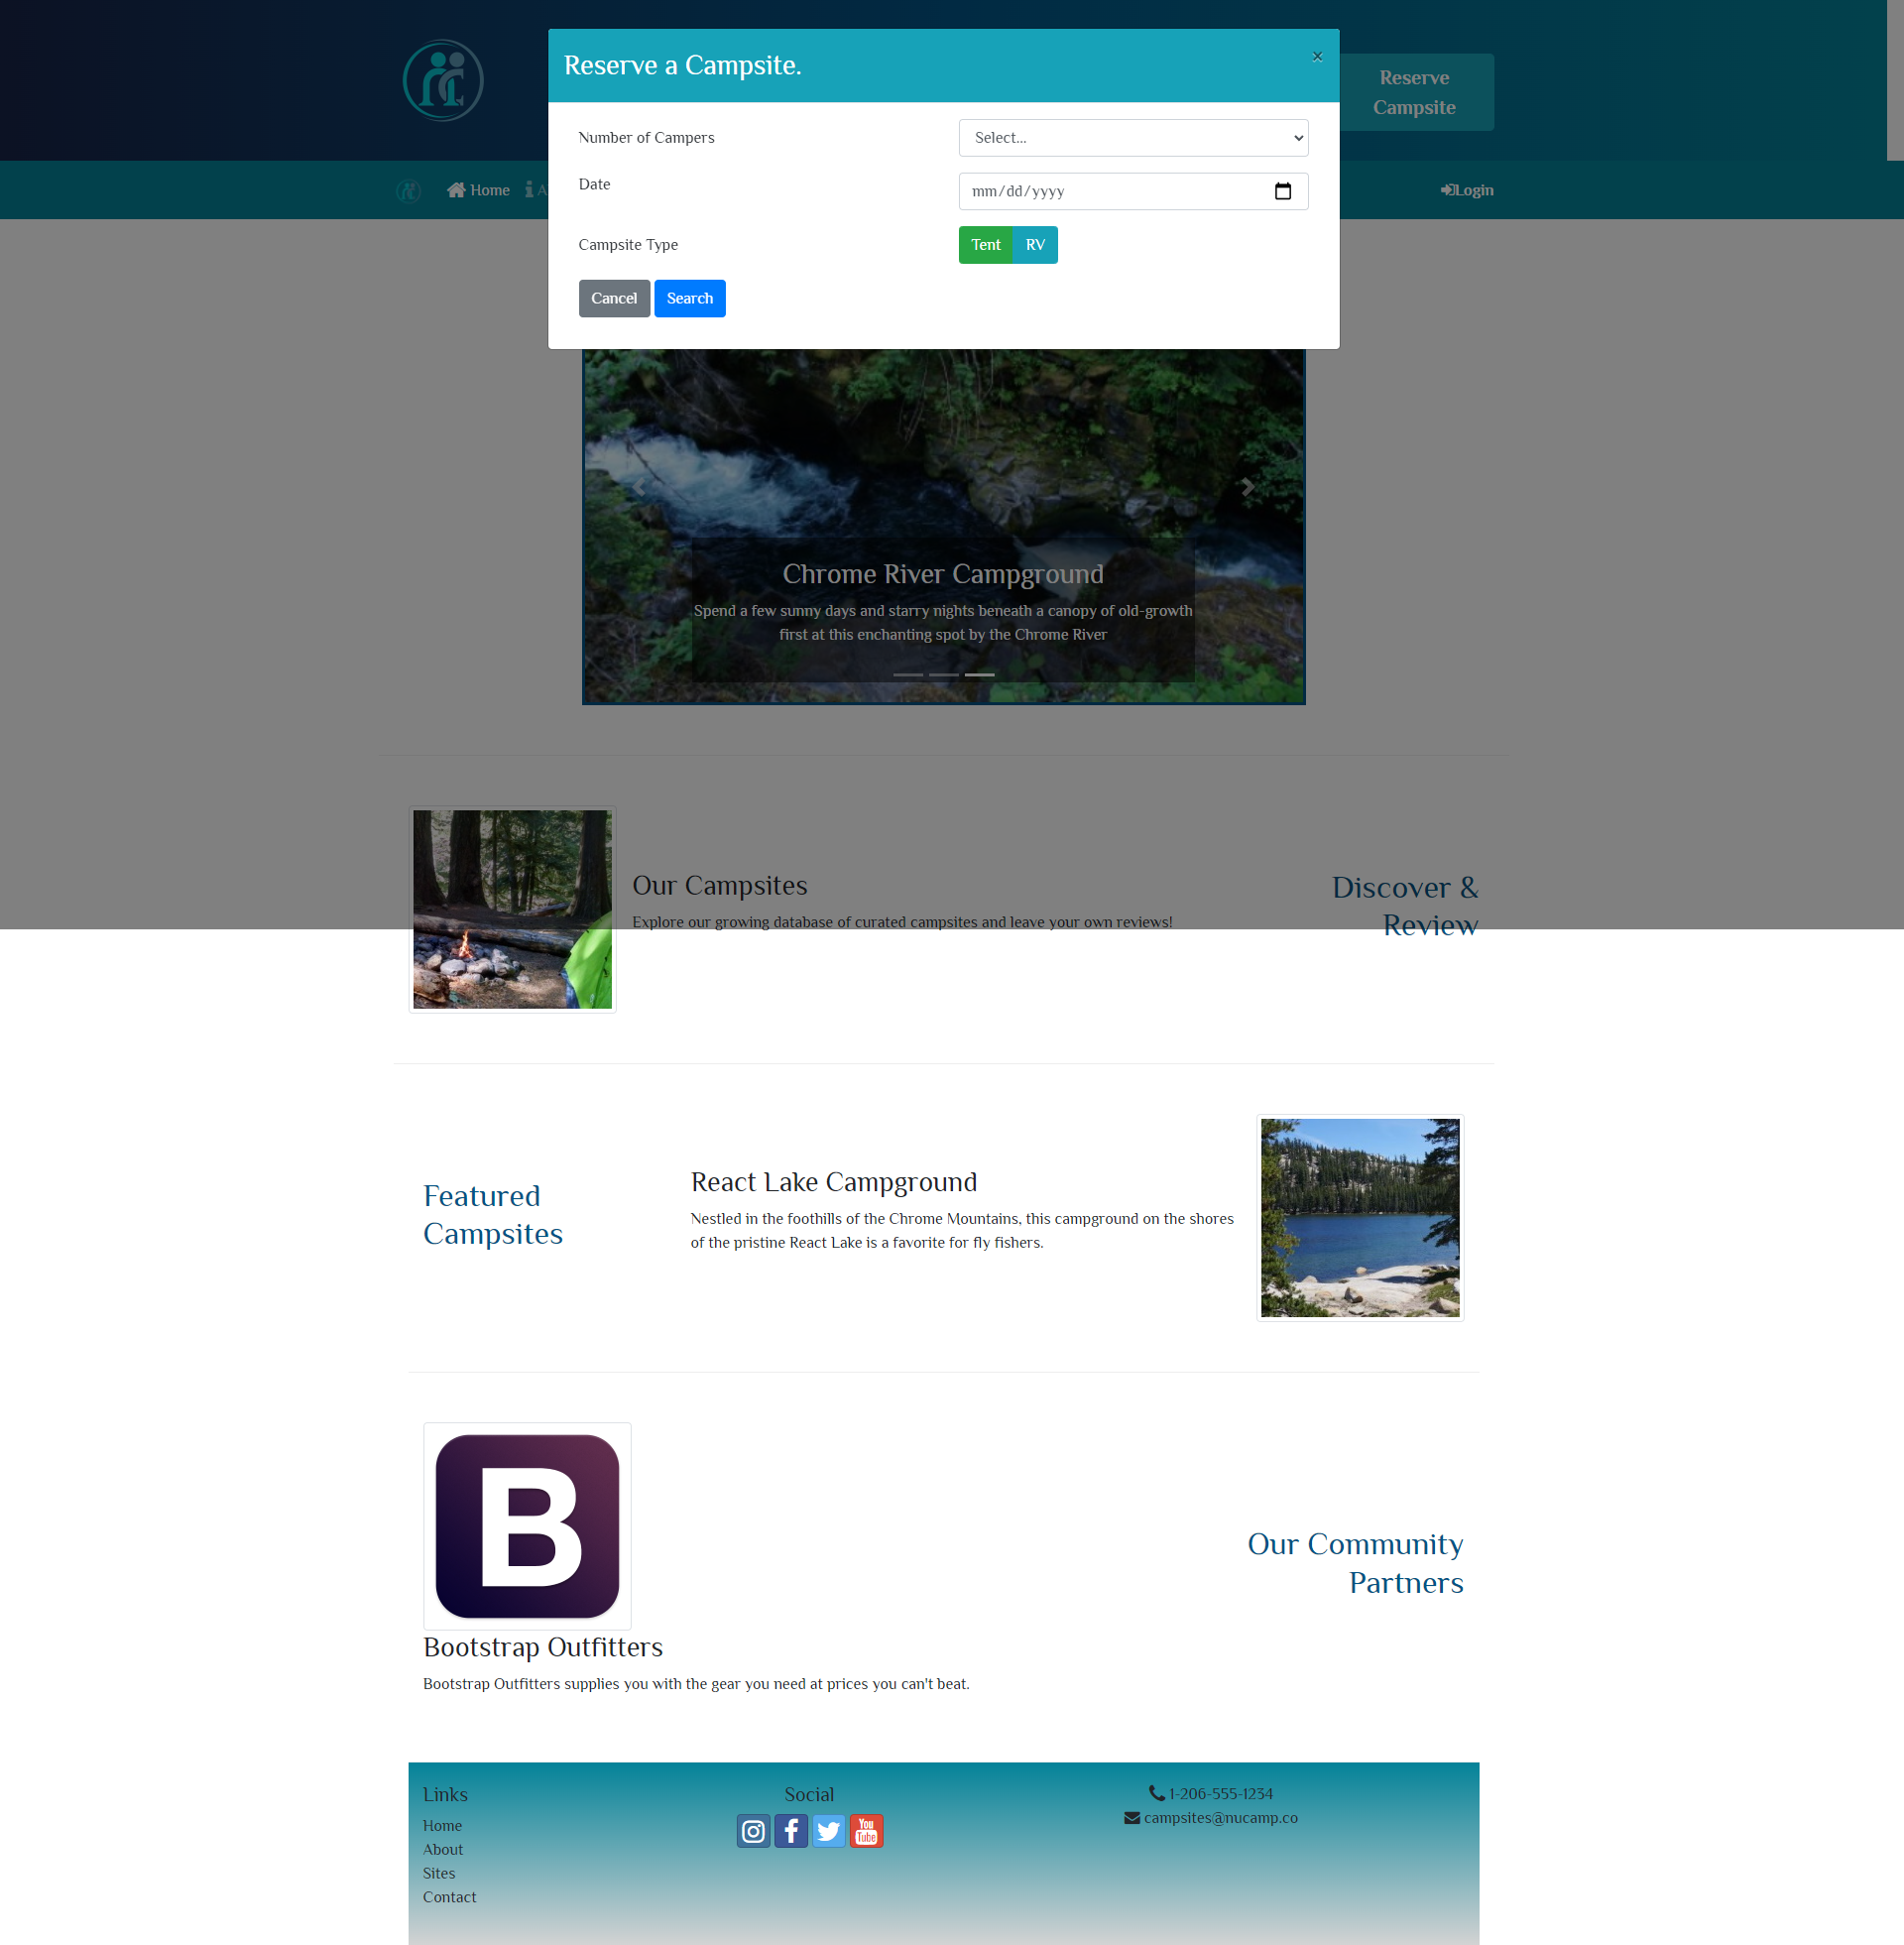 Reserve a Campsite.
×
Reserve
Campsite
Number of Campers
Select...
Date
mm/dd/yyyy
Home
Login
Campsite Type
Tent
RV
Cancel
Search
Chrome River Campground
Spend a few sunny days and starry nights beneath a canopy of old-growth
first at this enchanting spot by the Chrome River
Our Campsites
Explore our growing database of curated campsites and leave your own reviews!
Discover &
Review
Featured
Campsites
React Lake Campground
Nestled in the foothills of the Chrome Mountains, this campground on the shores
of the pristine React Lake is a favorite for fly fishers.
B
Our Community
Partners
Bootstrap Outfitters
Bootstrap Outfitters supplies you with the gear you need at prices you can't beat.
Links
Home
About
Sites
Contact
Social
You
Tube
1-206-555-1234
campsites@nucamp.co